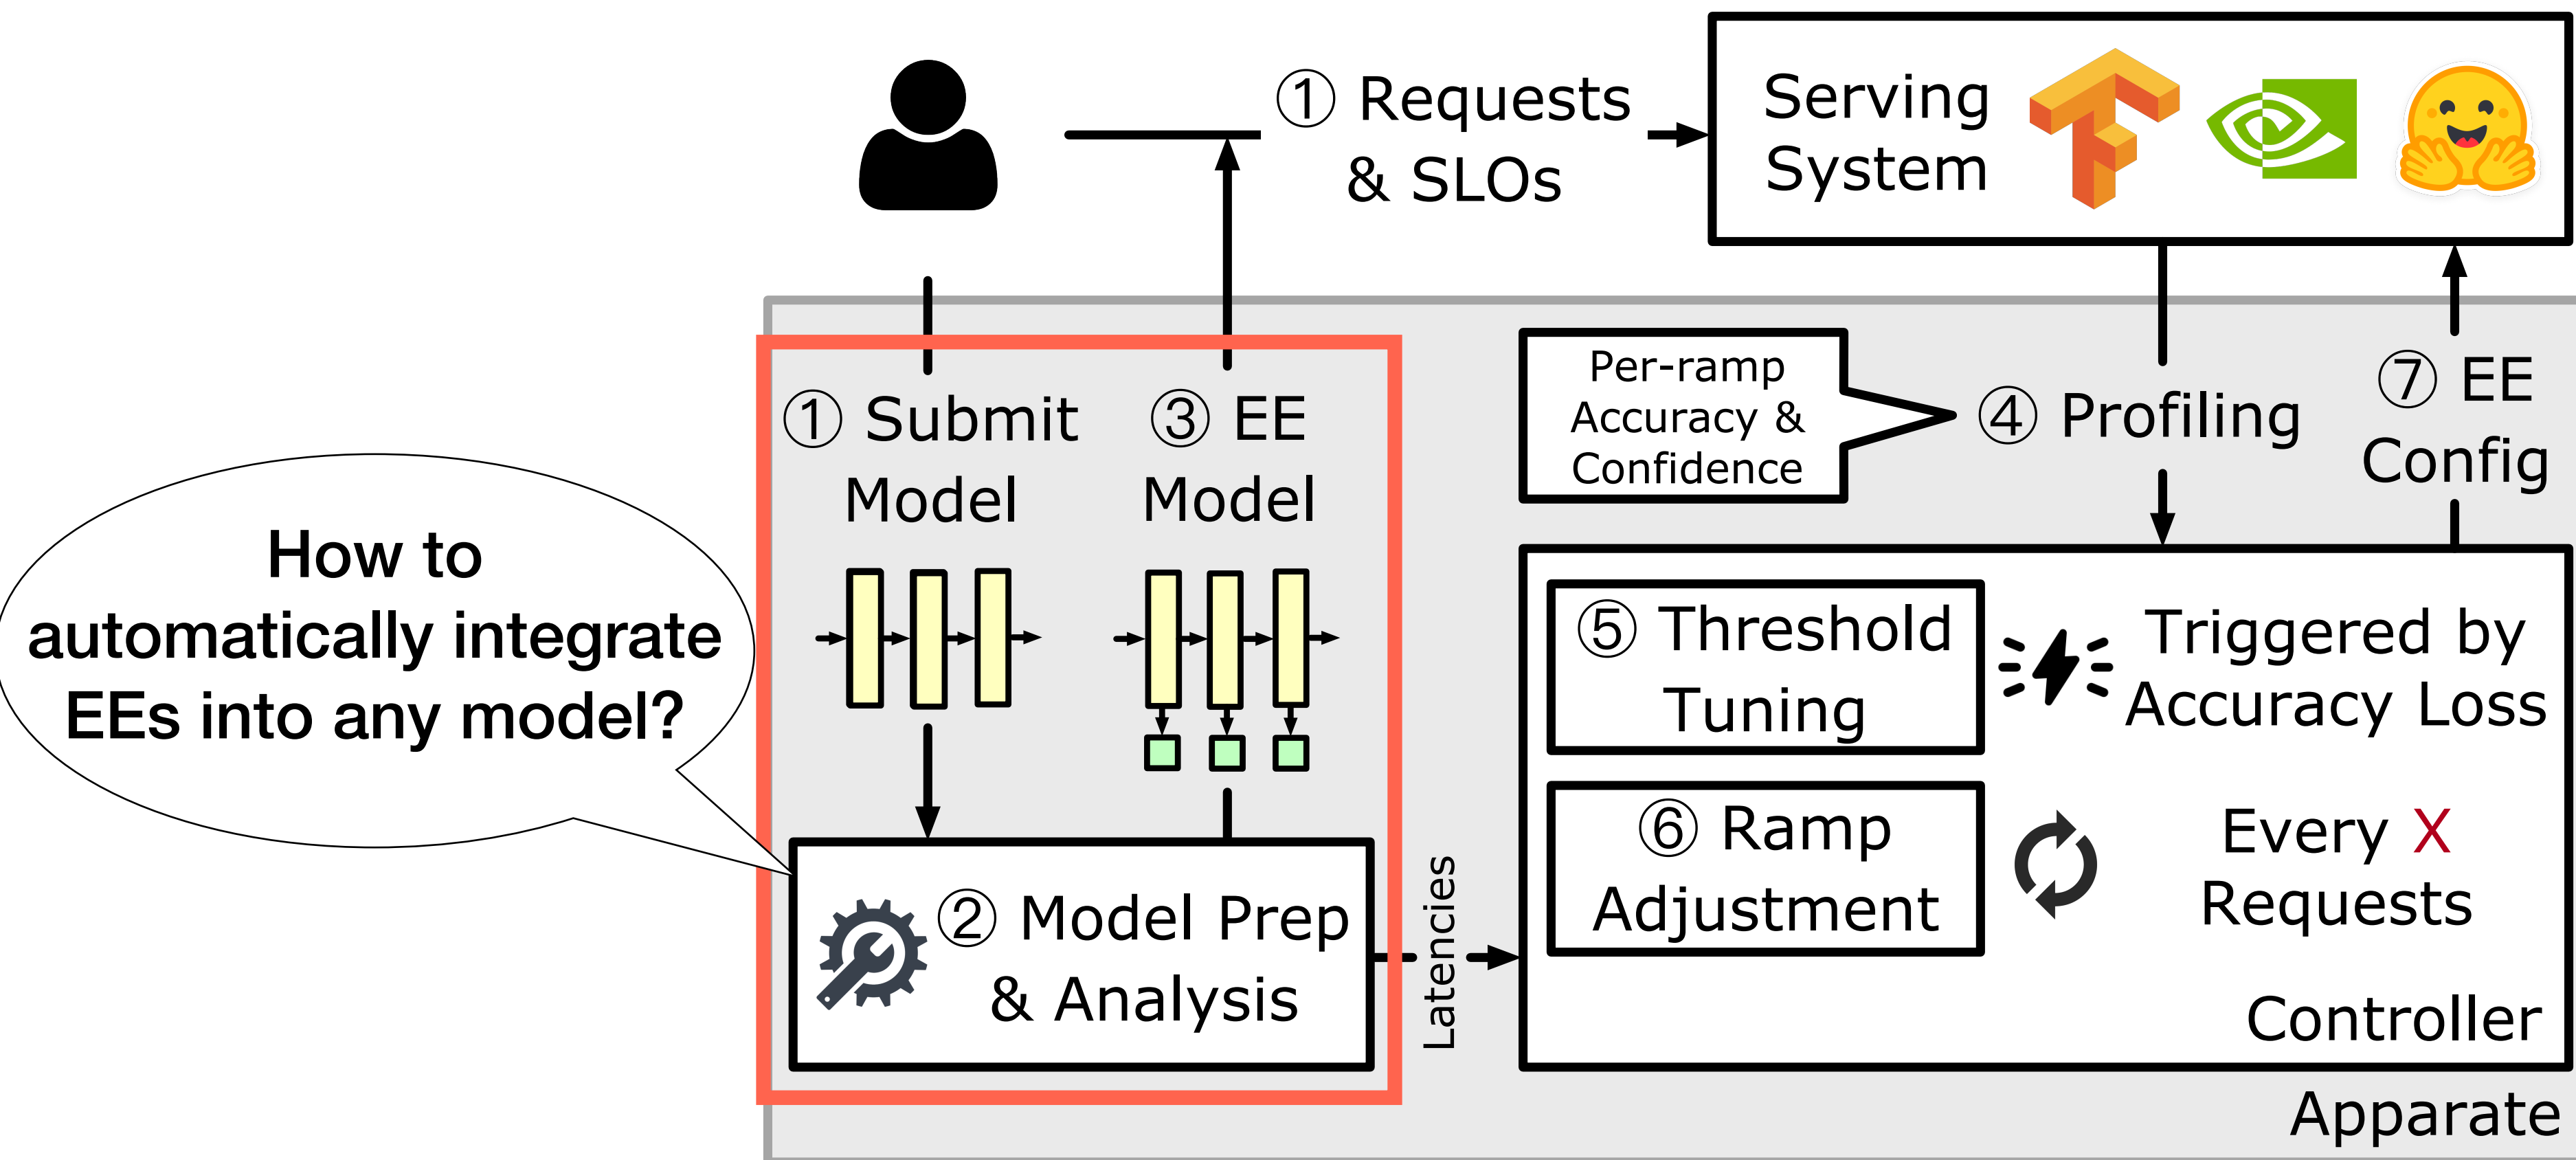 ① Requests
& SLOs
Serving
System
① Submit
Model
③ EE
Model
Per-ramp
Accuracy &
Confidence
④ Profiling
⑦ EE
Config
How to
automatically integrate
EEs into any model?
② Model Prep
& Analysis
Latencies
⑤ Threshold
Tuning
Triggered by
Accuracy Loss
⑥ Ramp
Adjustment
Every X
Requests
Controller
Apparate